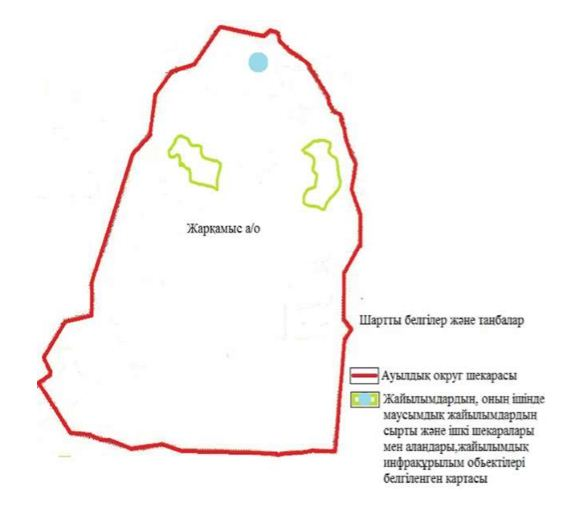 Жарқамыс а/о
Шартты белгілер және таңбалар
Ауылдық округ шекарасы
Жайылымдардың, оның ішінде
маусымдық жайылымдардың
сыртқы және ішкі шекаралары
мен алаңдары,жайылымдық
инфрақұрылым обьектілері
белгіленген картасы